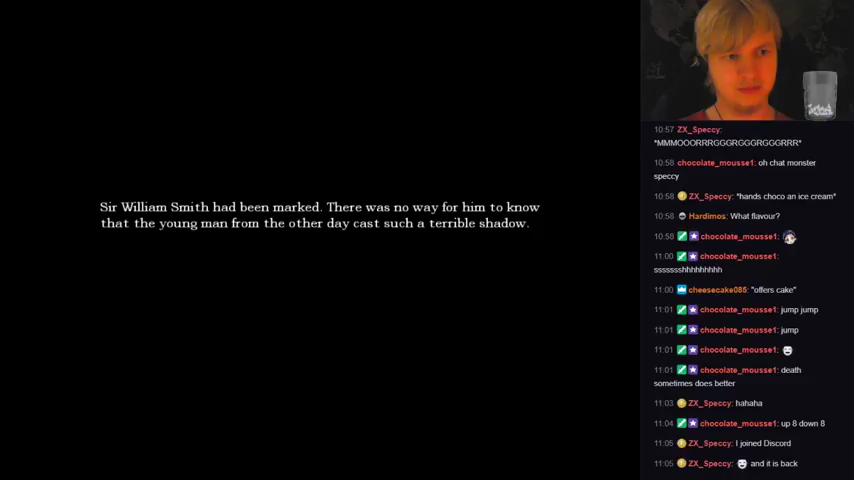 Sir William Smith had been marked. There was no way for him to know
that the young man from the other day cast such a terrible shadow.
10:57 ZX_Speccy:
*MMMOOORRRGGGRGGGRGGGRRR*
10:58 chocolate_mousse1: oh chat monster
speccy
10:58 ZX_Speccy: *hands choco an ice cream*
10:58 Hardimos: What flavour?
10:58 chocolate_mousse1:
11:00 chocolate_mousse1:
ssssssshhhhhhhhh
11:00 cheesecake085: "offers cake"
11:01 chocolate_mousse1: jump jump
11:01 chocolate_mousse1: jump
11:01 chocolate_mousse1:
11:01 chocolate_mousse1: death
sometimes does better
11:03 ZX_Speccy: hahaha
11:04 chocolate_mousse1: up 8 down 8
11:05 ZX_Speccy: I joined Discord
11:05 ZX_Speccy: and it is back